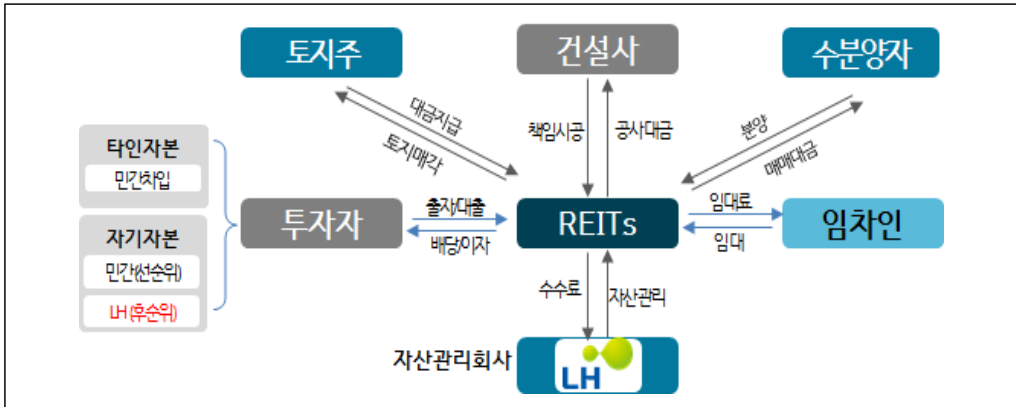 토지주
건설사
수분양자
대금지급
토지매각
책임시공
공사대금
분양
매매대금
타인자본
민간차입
자기자본
민간(선순위)
LH (후순위)
투자자
출자/대출
배당이자
REITs
임대료
임대
임차인
수수료
자산관리
자산관리회사
LH